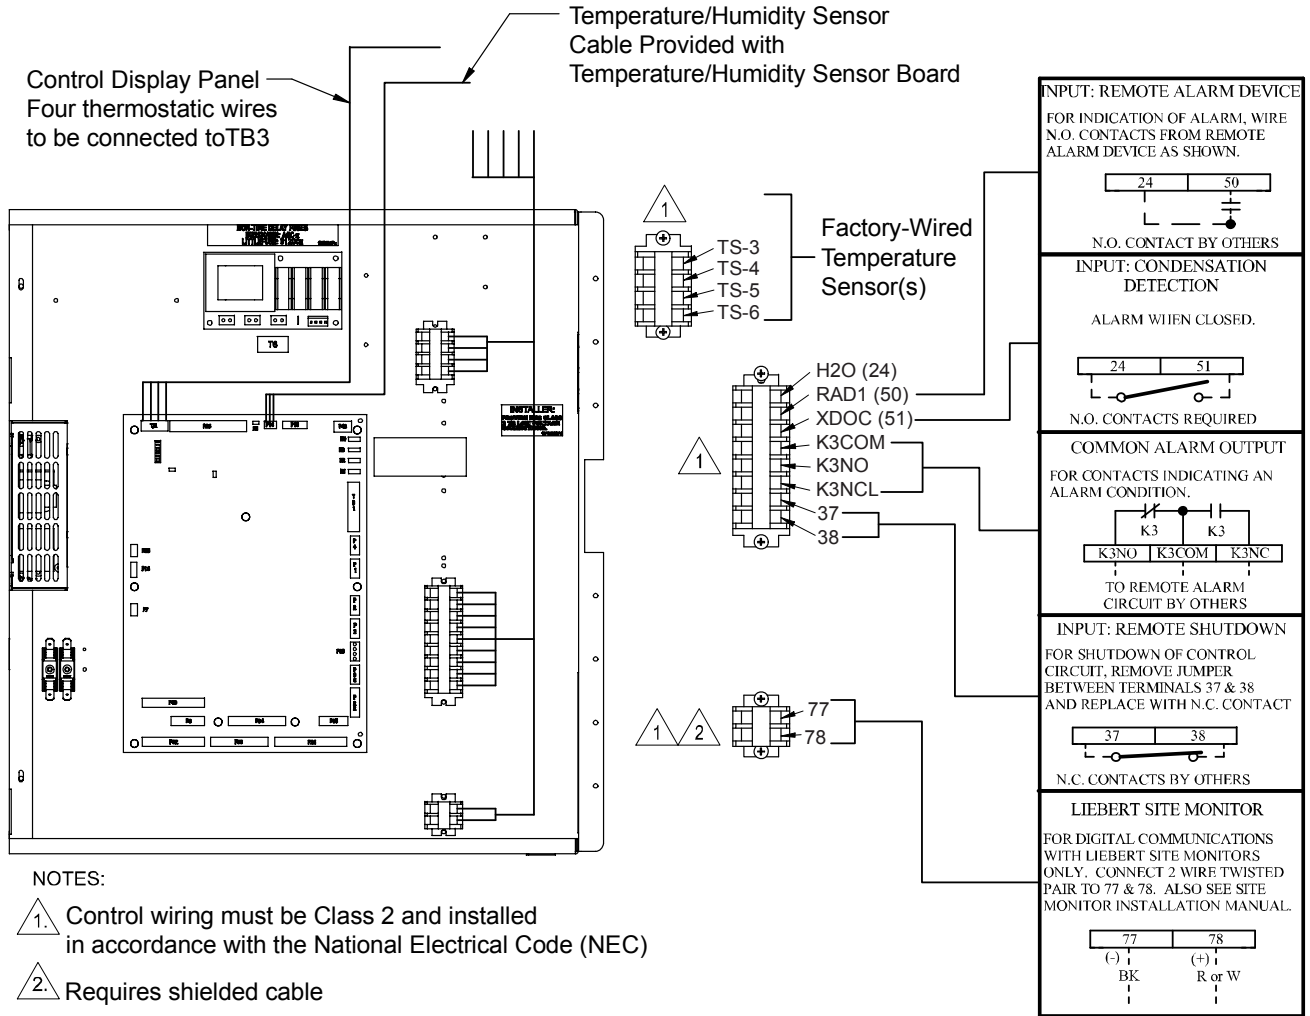 Temperature/Humidity Sensor
Cable Provided with
Temperature/Humidity Sensor Board
Control Display Panel
Four thermostatic wires
to be connected toTB3
T6
INSTALLER:
1
TS-3
TS-4
TS-5
TS-6
Factory-Wired
Temperature
Sensor(s)
1
H2O (24)
RAD1 (50)
XDOC (51)
K3COM
K3NO
K3NCL
37
38
1
2
77
78
INPUT: REMOTE ALARM DEVICE
FOR INDICATION OF ALARM, WIRE
N.O. CONTACTS FROM REMOTE
ALARM DEVICE AS SHOWN.
24 50
N.O. CONTACT BY OTHERS
INPUT: CONDENSATION
DETECTION
ALARM WHEN CLOSED.
24 51
N.O. CONTACTS REQUIRED
COMMON ALARM OUTPUT
FOR CONTACTS INDICATING AN
ALARM CONDITION.
K3 K3
K3NO K3COM K3NC
TO REMOTE ALARM
CIRCUIT BY OTHERS
INPUT: REMOTE SHUTDOWN
FOR SHUTDOWN OF CONTROL
CIRCUIT, REMOVE JUMPER
BETWEEN TERMINALS 37 & 38
AND REPLACE WITH N.C. CONTACT
37 38
N.C. CONTACTS BY OTHERS
LIEBERT SITE MONITOR
FOR DIGITAL COMMUNICATIONS
WITH LIEBERT SITE MONITORS
ONLY. CONNECT 2 WIRE TWISTED
PAIR TO 77 & 78. ALSO SEE SITE
MONITOR INSTALLATION MANUAL.
77 78
(-) (+)
BK R or W
NOTES:
1. Control wiring must be Class 2 and installed
in accordance with the National Electrical Code (NEC)
2. Requires shielded cable